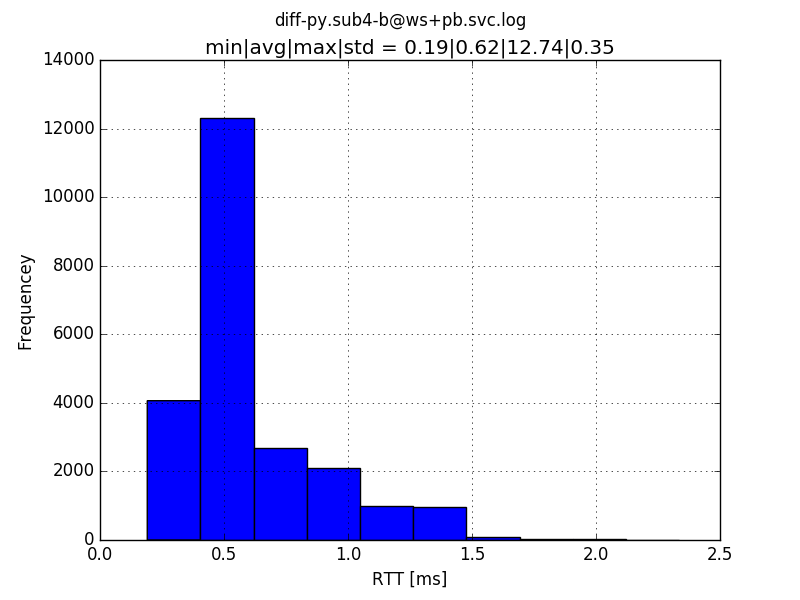 diff-py.sub4-b@ws+pb.svc.log
min|avg|max|std = 0.19|0.62|12.74|0.35
14000
12000
10000
8000
6000
4000
2000
0
Frequencey
0.0 0.5 1.0 1.5 2.0 2.5
RTT [ms]